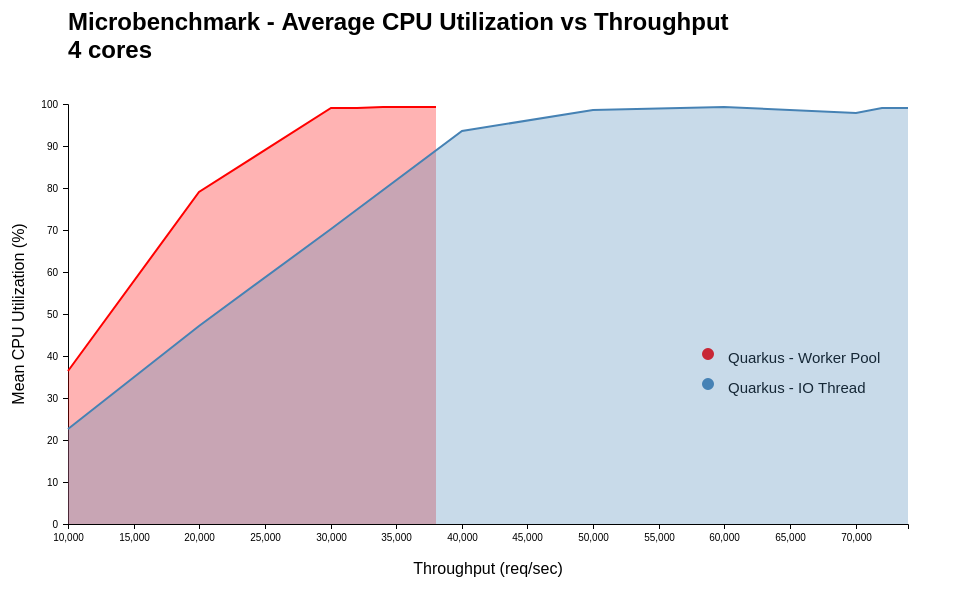 Microbenchmark - Average CPU Utilization vs Throughput
4 cores
Mean CPU Utilization (%)
100
90
80
70
60
50
40
30
20
10
0
Quarkus - Worker Pool
Quarkus - IO Thread
10,000 15,000 20,000 25,000 30,000 35,000 40,000 45,000 50,000 55,000 60,000 65,000 70,000
Throughput (req/sec)